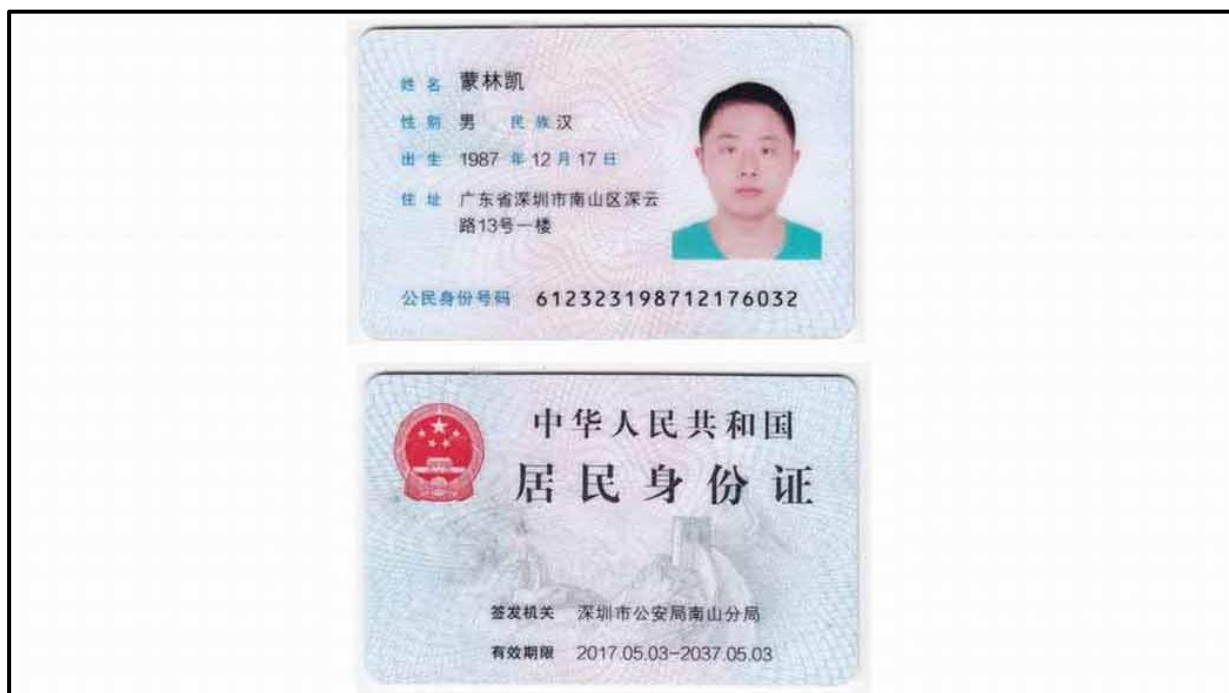 姓名 蒙林凯
性别 男 民族 汉
出生 1987 年 12 月 17 日
住址 广东省深圳市南山区深云
路13号一楼
公民身份号码 612323198712176032
中华人民共和国
居民身份证
签发机关 深圳市公安局南山分局
有效期限 2017.05.03-2037.05.03